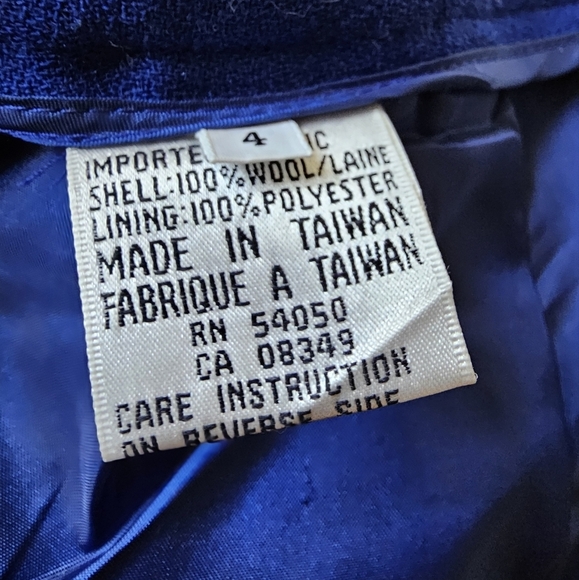 4
IMPORTE
SHELL:100%WOOL/LAINE
LINING:100%POLYESTER
MADE IN TAIWAN
FABRIQUE A TAIWAN
RN 54050
CA 08349
CARE INSTRUCTION
ON REVERSE SIDE